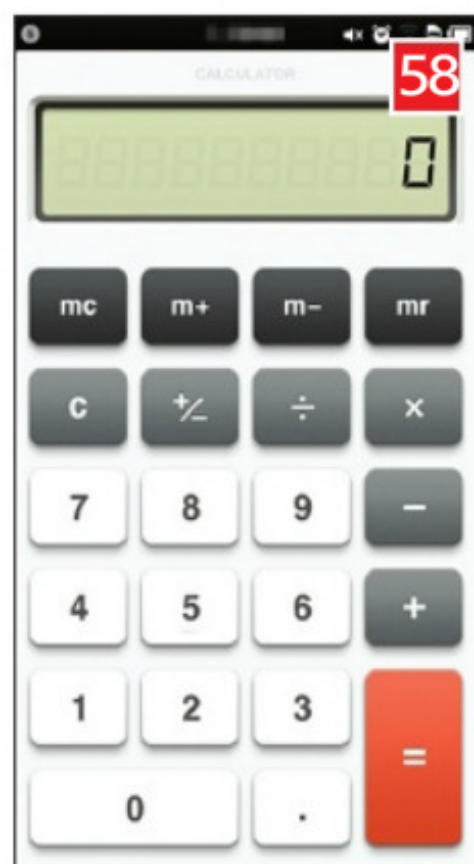 CALCULATOR
58
0
mc m+ m- mr
c +/− ÷ ×
7 8 9 −
4 5 6 +
1 2 3
0 . =